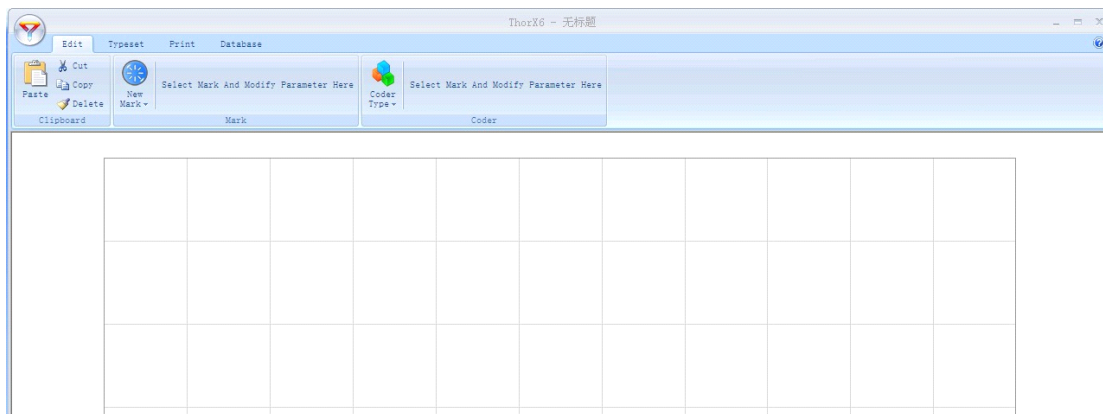 ThorX6 - 无标题
Edit Typeset Print Database
Paste
Cut
Copy
Delete
Clipboard
New
Mark
Select Mark And Modify Parameter Here
Mark
Coder
Type
Select Mark And Modify Parameter Here
Coder